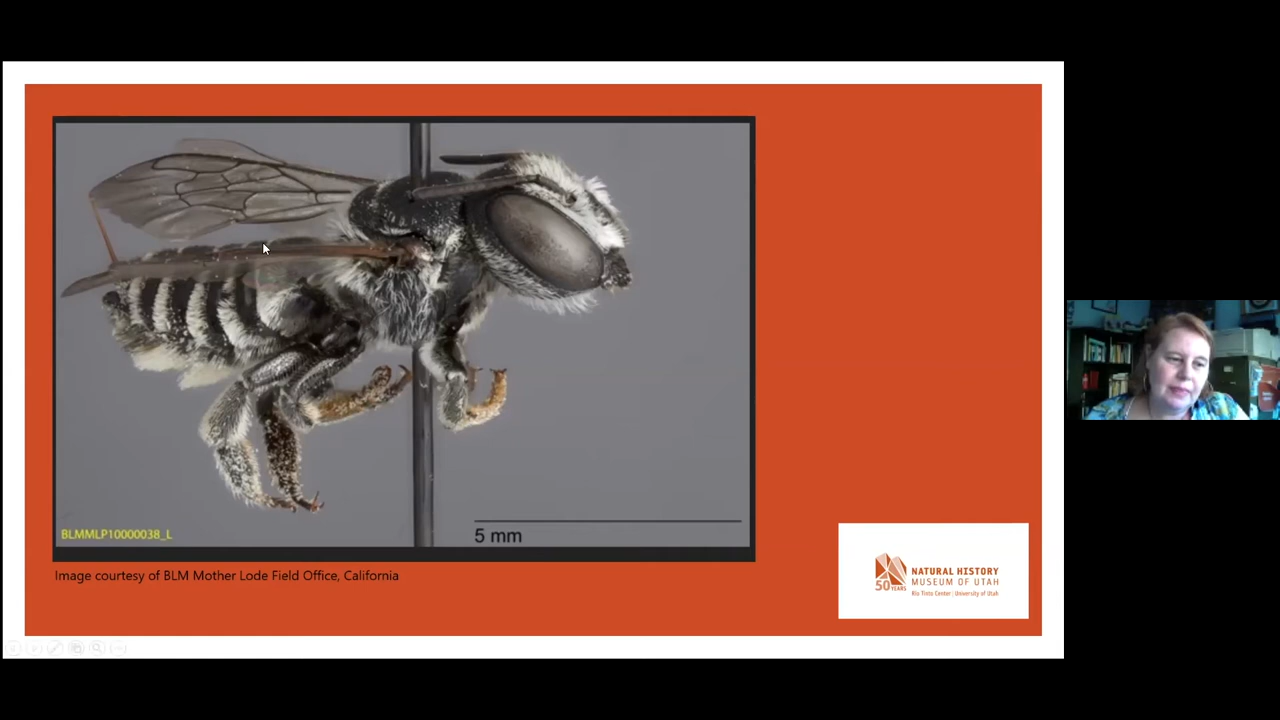 BLMMLP10000038_L
5 mm
Image courtesy of BLM Mother Lode Field Office, California
50 YEARS
NATURAL HISTORY
MUSEUM OF UTAH
Rio Tinto Center | University of Utah